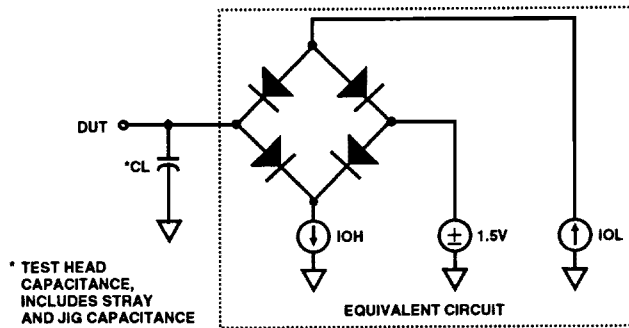 DUT
*CL
IOH
±
1.5V
IOL
* TEST HEAD
CAPACITANCE,
INCLUDES STRAY
AND JIG CAPACITANCE
EQUIVALENT CIRCUIT